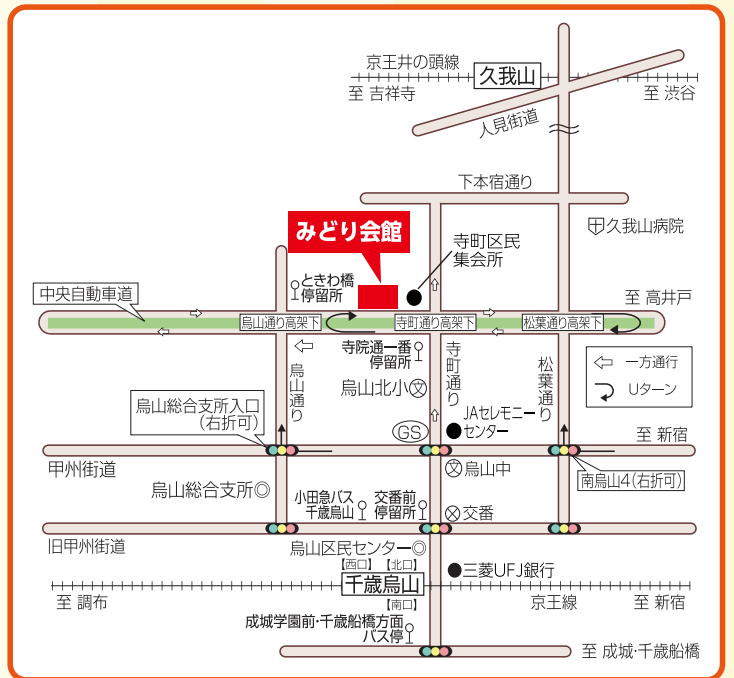 京王井の頭線
久我山
至 吉祥寺
至 渋谷
人見街道
下本宿通り
久我山病院
みどり会館
寺町区民
集会所
ときわ橋
停留所
中央自動車道
至 高井戸
烏山通り高架下
寺町通り高架下
松葉通り高架下
寺院通一番
停留所
寺町通り
松葉通り
烏山通り
一方通行
Uターン
烏山北小文
烏山総合支所入口
(右折可)
JAセレモニー
センター
GS
至 新宿
甲州街道
文烏山中
南烏山4(右折可)
烏山総合支所◎
小田急バス
千歳烏山
交番前
停留所
交番
旧甲州街道
烏山区民センター◎
【西口】【北口】
千歳烏山
三菱UFJ銀行
至 調布
【南口】
京王線
至 新宿
成城学園前・千歳船橋方面
バス停
至 成城・千歳船橋